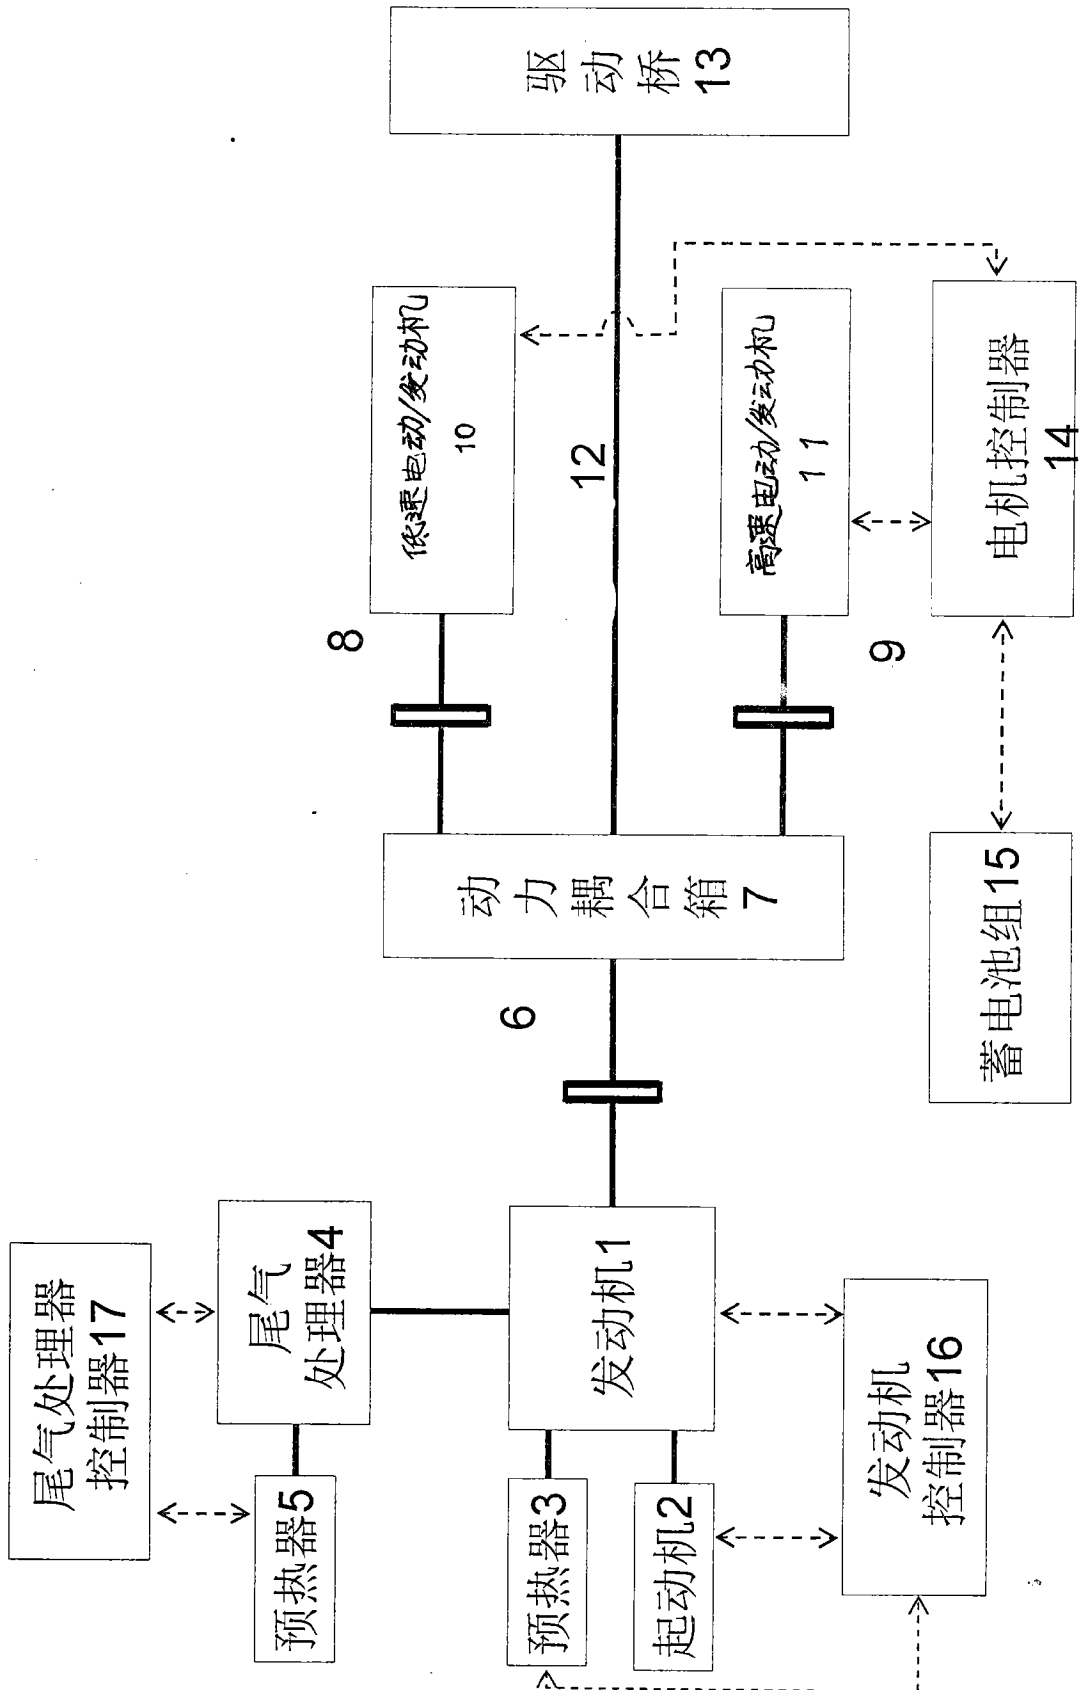 尾气处理器
控制器17
尾气
处理器4
预热器5
预热器3
起动机2
发动机1
发动机
控制器16
6
动力耦合箱7
8
9
低速电动/发动机
10
12
高速电动/发动机
11
蓄电池组15
电机控制器
14
驱动桥13